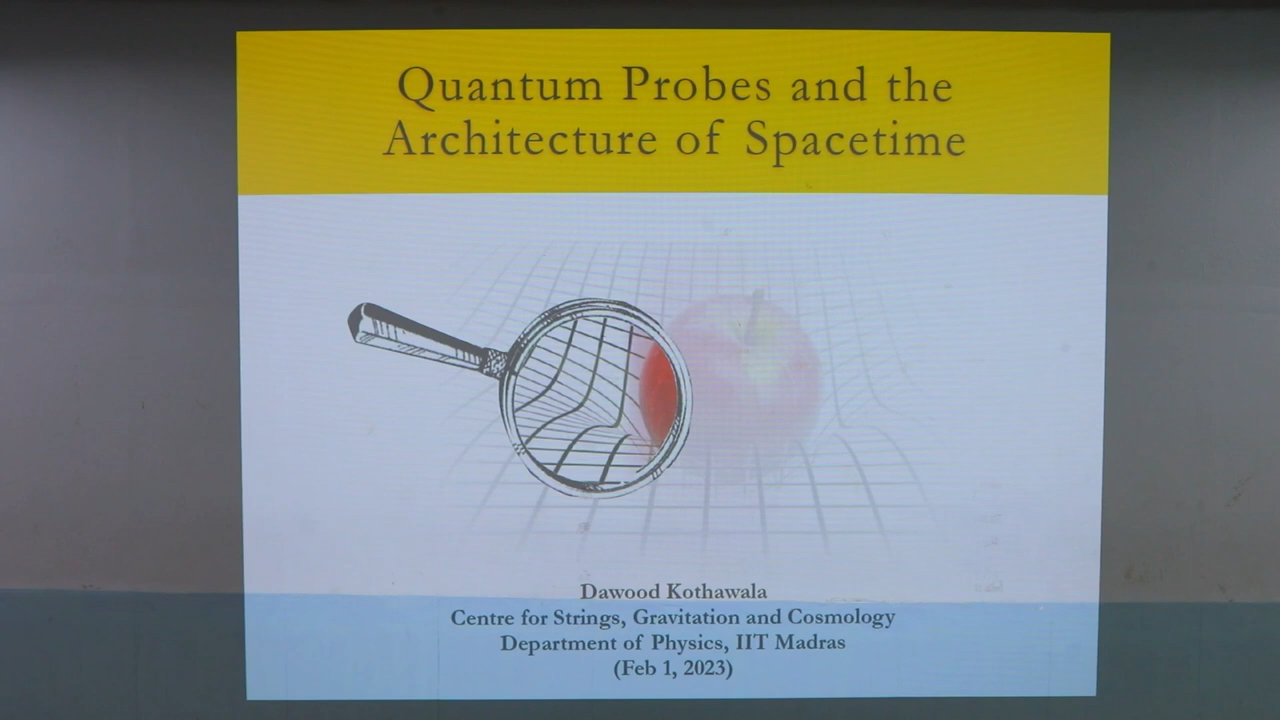 Quantum Probes and the
Architecture of Spacetime
Dawood Kothawala
Centre for Strings, Gravitation and Cosmology
Department of Physics, IIT Madras
(Feb 1, 2023)